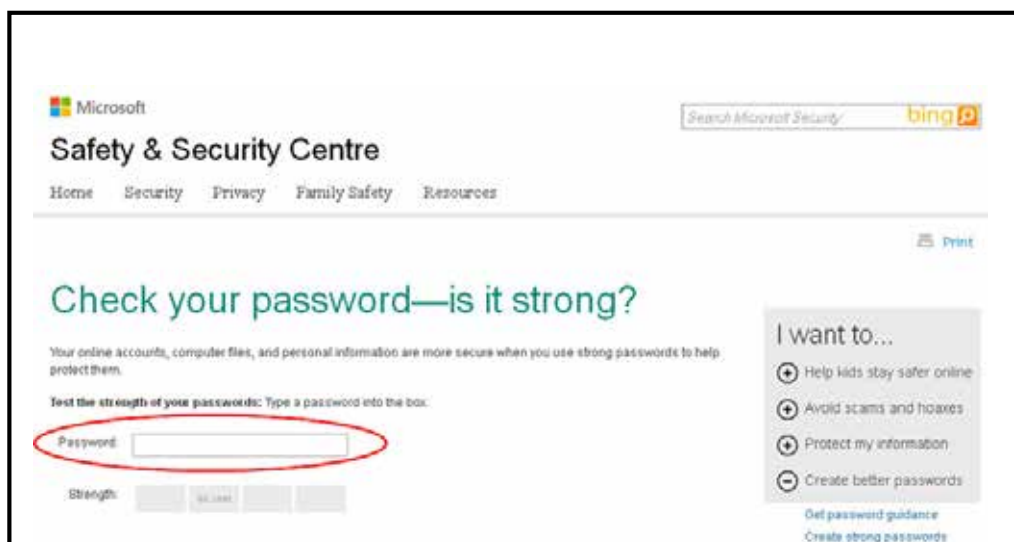 Microsoft
Search Microsoft Security
bing
Safety & Security Centre
Home Security Privacy Family Safety Resources
Print
Check your password—is it strong?
Your online accounts, computer files, and personal information are more secure when you use strong passwords to help
protect them.
Test the strength of your passwords: Type a password into the box.
Password:
Strength:
I want to...
Help kids stay safer online
Avoid scams and hoaxes
Protect my information
Create better passwords
Get password guidance
Create strong passwords